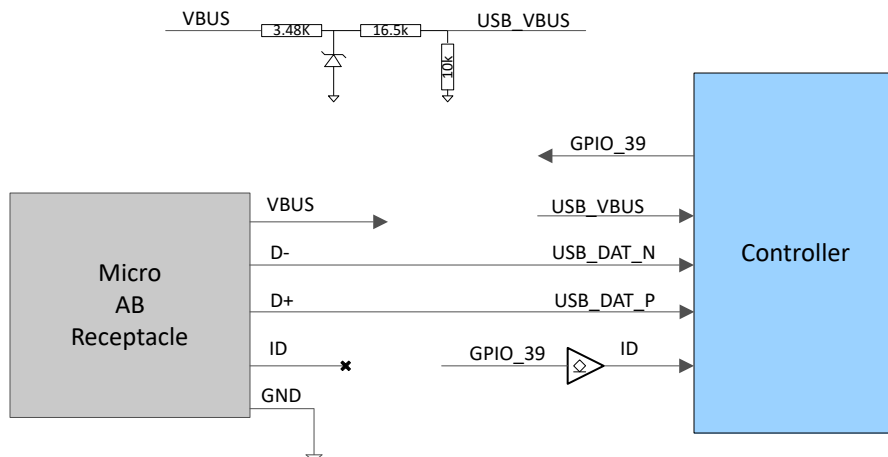 VBUS
3.48K
16.5k
USB_VBUS
10k
GPIO_39
VBUS
USB_VBUS
D-
USB_DAT_N
Controller
Micro
AB
Receptacle
D+
USB_DAT_P
ID
GPIO_39
ID
GND